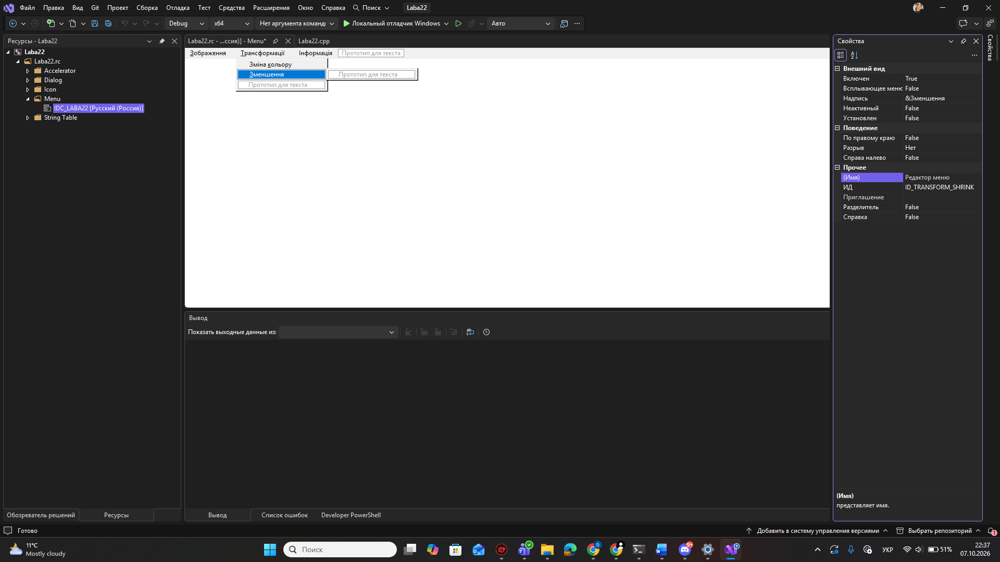 Файл Правка Вид Git Проект Сборка Отладка Тест Средства Расширения Окно Справка Поиск Laba22
Debug x64 Нет аргумента команды Локальный отладчик Windows Авто
Ресурсы - Laba22
Laba22
Laba22.rc
Accelerator
Dialog
Icon
Menu
IDC_LABA22 [Русский (Россия)]
String Table
Обозреватель решений Ресурсы
Laba22.rc - ...ссия)] - Menu* Laba22.cpp
Зображення Трансформації Інформація Прототип для текста
Зміна кольору
Зменшення Прототип для текста
Прототип для текста
Вывод
Показать выходные данные из:
Вывод Список ошибок Developer PowerShell
Свойства
Внешний вид
Включен True
Всплывающее меню False
Надпись &Зменшення
Неактивный False
Установлен False
Поведение
По правому краю False
Разрыв Нет
Справа налево False
Прочее
(Имя) Редактор меню
ИД ID_TRANSFORM_SHRINK
Приглашение
Разделитель False
Справка False
(Имя)
представляет имя.
Свойства
Готово Добавить в систему управления версиями Выбрать репозиторий 1
11°C
Mostly cloudy
Поиск
D
9+
УКР
51%
22:37
07.10.2026